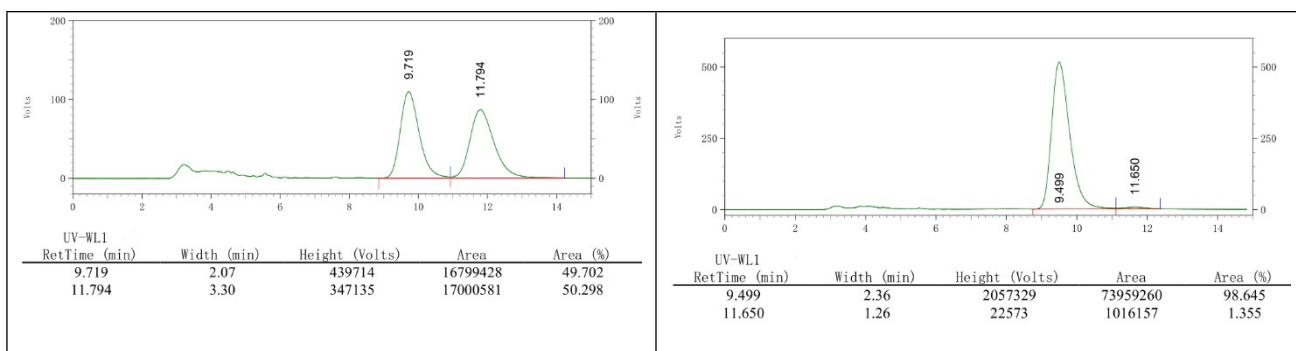 200
200
Volts
9.719
11.794
Volts
100
100
0
0
0 2 4 6 8 10 12 14
UV-WL1
RetTime (min) Width (min) Height (Volts) Area Area (%)
9.719 2.07 439714 16799428 49.702
11.794 3.30 347135 17000581 50.298
500
500
Volts
9.499
11.650
Volts
250
250
0
0
0 2 4 6 8 10 12 14
UV-WL1
RetTime (min) Width (min) Height (Volts) Area Area (%)
9.499 2.36 2057329 73959260 98.645
11.650 1.26 22573 1016157 1.355